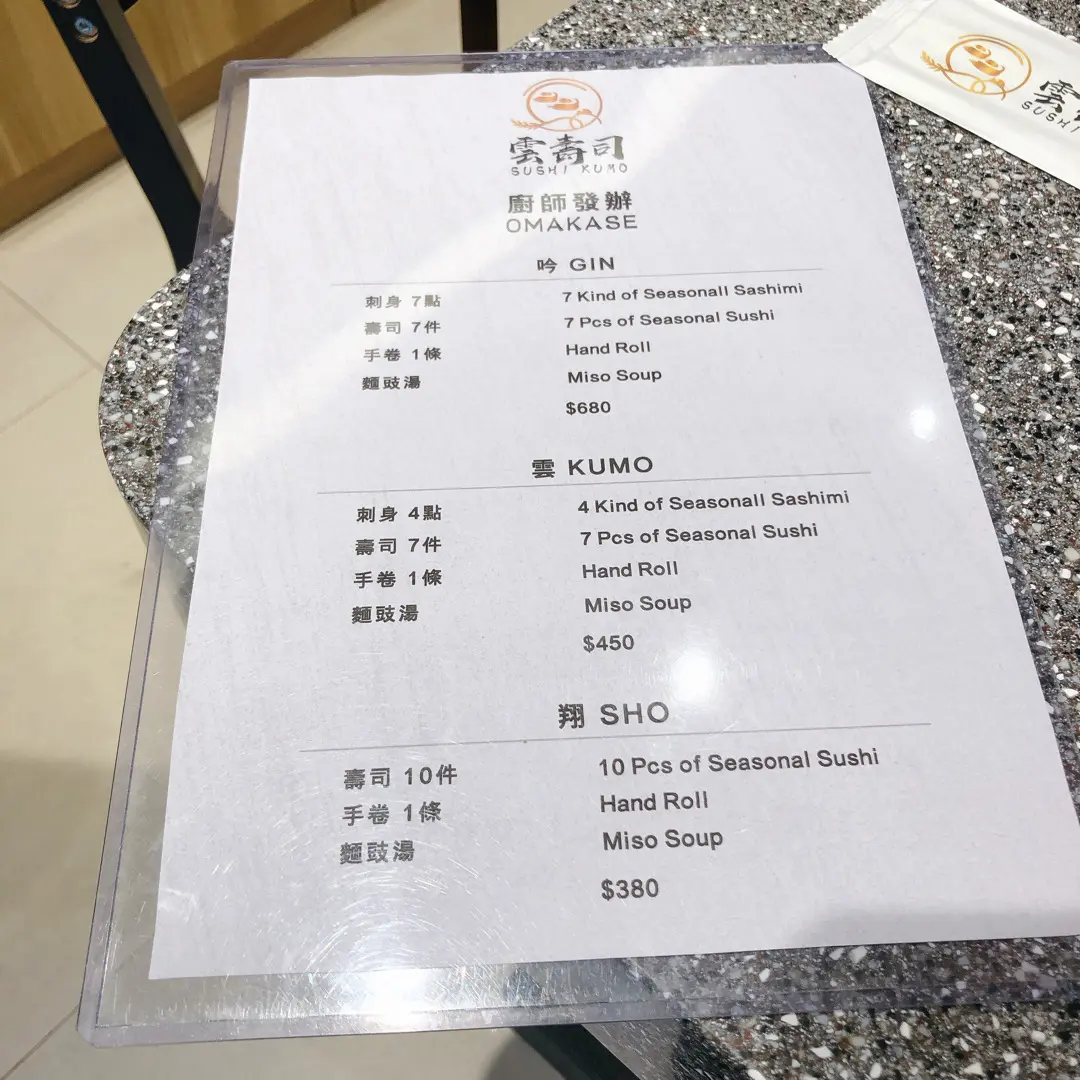 雲壽司
SUSHI KUMO
廚師發辦
OMAKASE
吟 GIN
刺身 7點 7 Kind of Seasonall Sashimi
壽司 7件 7 Pcs of Seasonal Sushi
手卷 1條 Hand Roll
麵豉湯 Miso Soup
$680
雲 KUMO
刺身 4點 4 Kind of Seasonall Sashimi
壽司 7件 7 Pcs of Seasonal Sushi
手卷 1條 Hand Roll
麵豉湯 Miso Soup
$450
翔 SHO
壽司 10件 10 Pcs of Seasonal Sushi
手卷 1條 Hand Roll
麵豉湯 Miso Soup
$380
雲
SUSHI